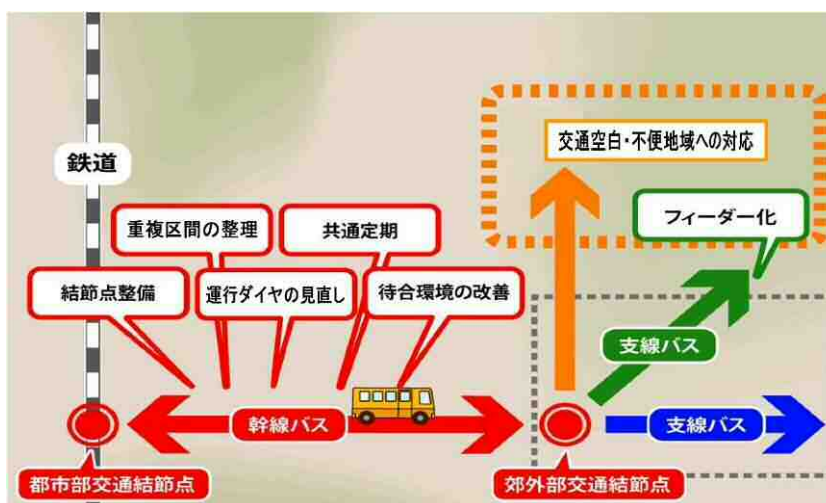 鉄道
交通空白・不便地域への対応
フィーダー化
重複区間の整理
共通定期
結節点整備
運行ダイヤの見直し
待合環境の改善
支線バス
幹線バス
支線バス
都市部交通結節点
郊外部交通結節点